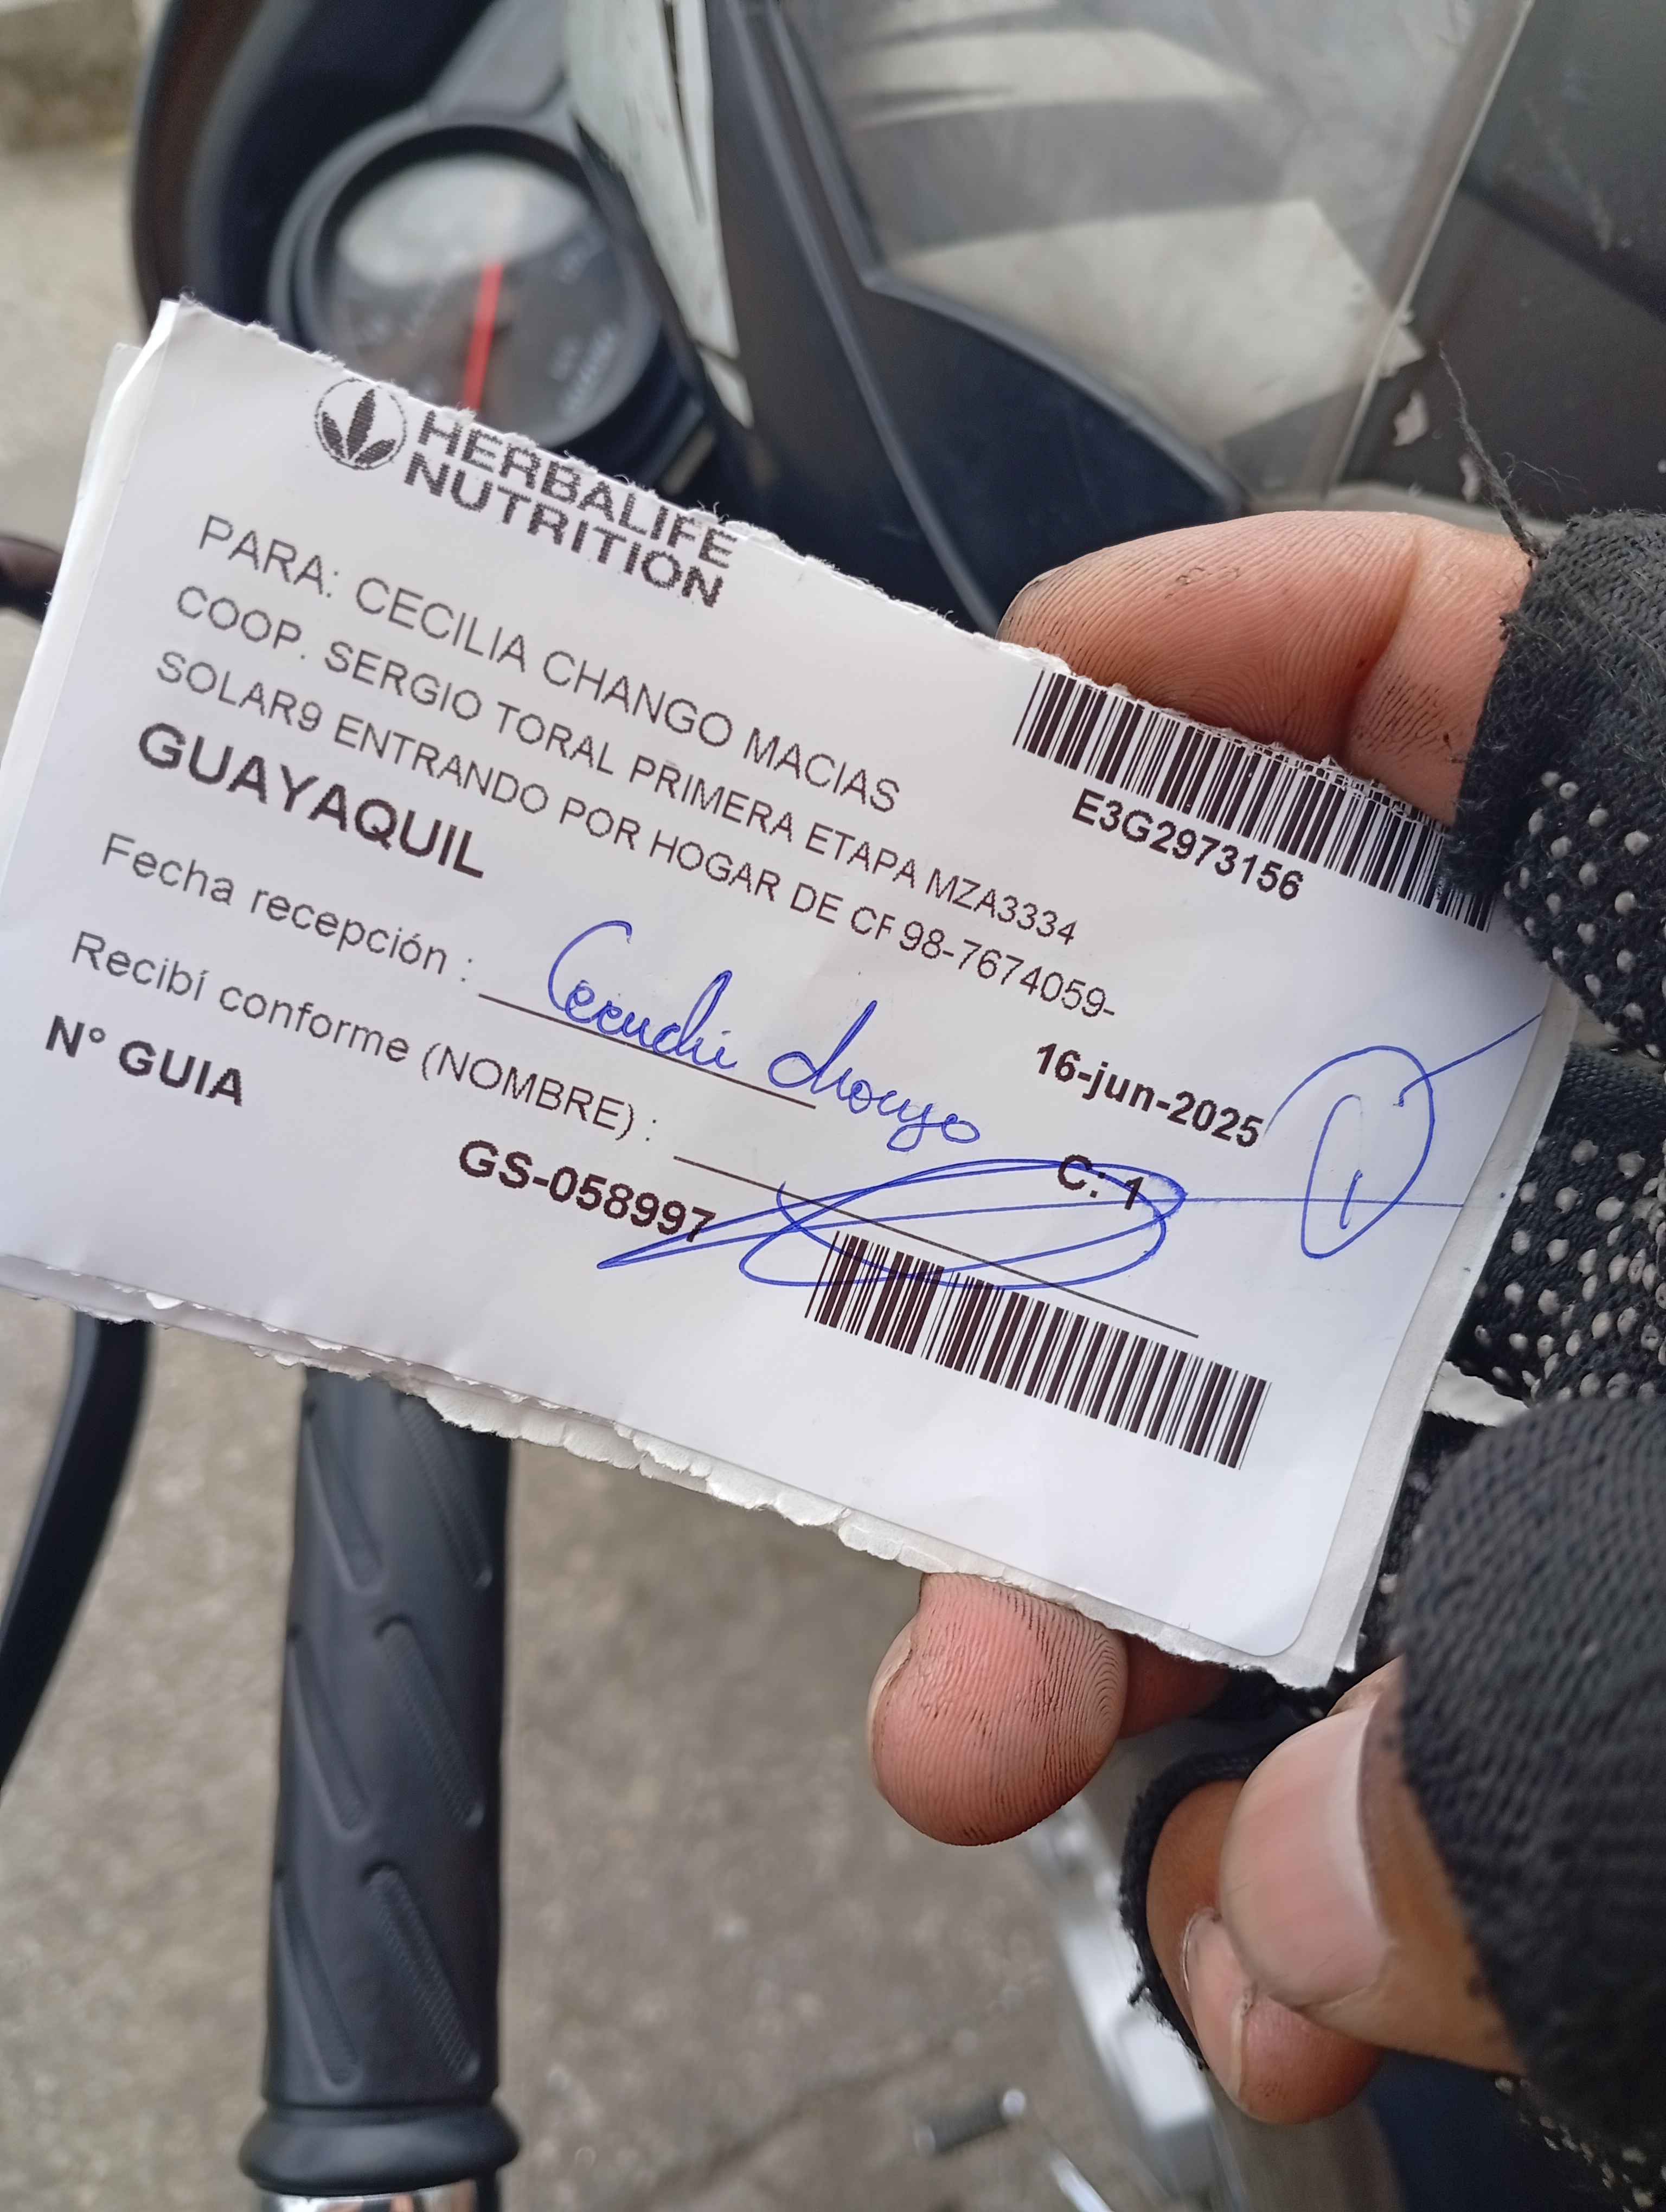 HERBALIFE
NUTRITION
PARA: CECILIA CHANGO MACIAS
E3G2973156
COOP. SERGIO TORAL PRIMERA ETAPA MZA3334
SOLAR9 ENTRANDO POR HOGAR DE CF 98-7674059-
GUAYAQUIL
16-jun-2025
Fecha recepción :
C: 1
Recibí conforme (NOMBRE) :
N° GUIA
GS-058997